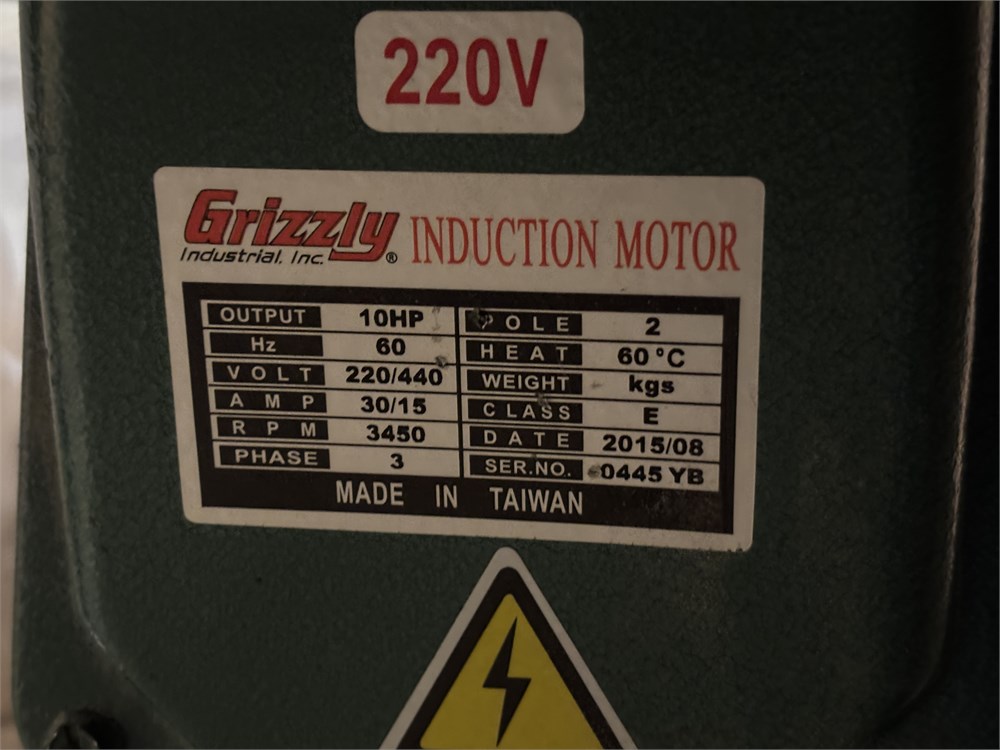 220V
Grizzly INDUCTION MOTOR
Industrial, Inc. ®
OUTPUT 10HP POLE 2
Hz 60 HEAT 60°C
VOLT 220/440 WEIGHT kgs
AMP 30/15 CLASS E
RPM 3450 DATE 2015/08
PHASE 3 SER.NO. 0445 YB
MADE IN TAIWAN